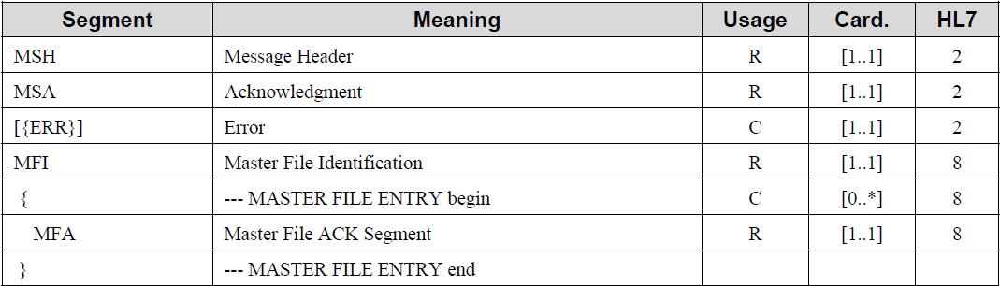 Segment Meaning Usage Card. HL7
MSH Message Header R [1..1] 2
MSA Acknowledgment R [1..1] 2
[{ERR}] Error C [1..1] 2
MFI Master File Identification R [1..1] 8
{ --- MASTER FILE ENTRY begin C [0..*] 8
MFA Master File ACK Segment R [1..1] 8
} --- MASTER FILE ENTRY end